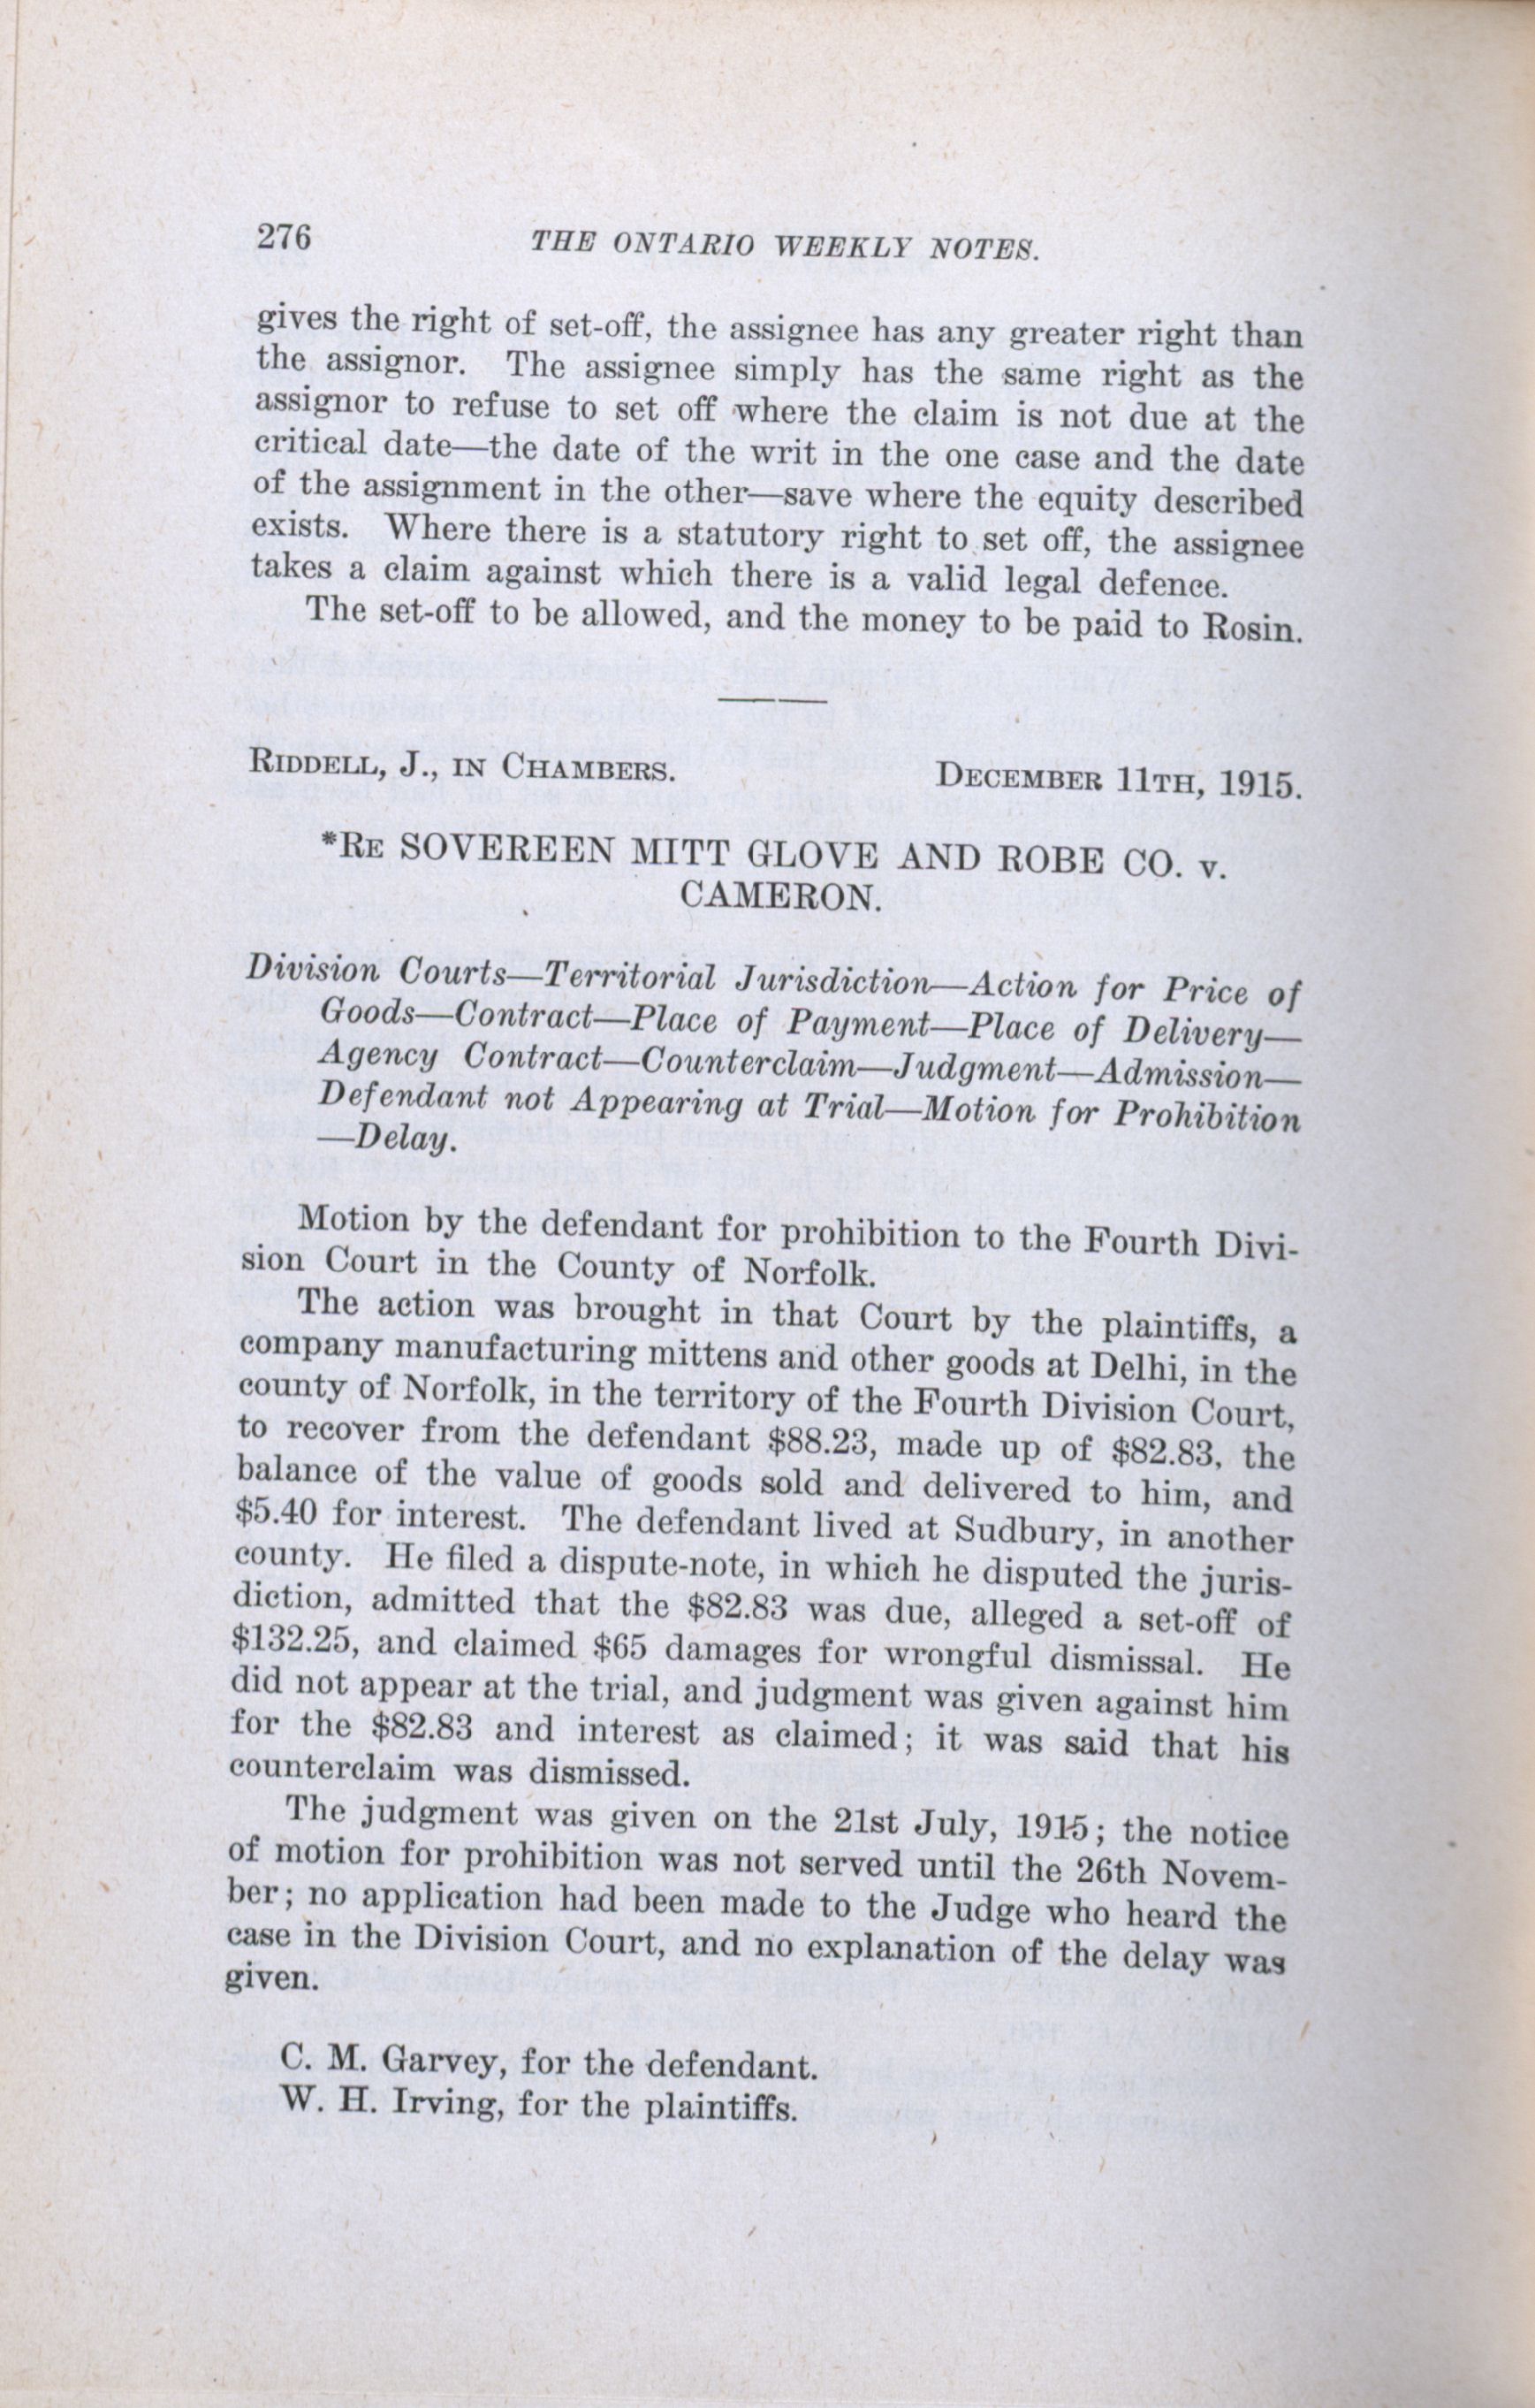 276 THE ONTARIO WEEKLY NOTES.
gives the right of set-off, the assignee has any greater right than
the assignor. The assignee simply has the same right as the
assignor to refuse to set off where the claim is not due at the
critical date—the date of the writ in the one case and the date
of the assignment in the other—save where the equity described
exists. Where there is a statutory right to set off, the assignee
takes a claim against which there is a valid legal defence.
The set-off to be allowed, and the money to be paid to Rosin.
RIDDELL, J., IN CHAMBERS. DECEMBER 11TH, 1915.
*RE SOVEREEN MITT GLOVE AND ROBE CO. v.
CAMERON.
Division Courts—Territorial Jurisdiction—Action for Price of
Goods—Contract—Place of Payment—Place of Delivery—
Agency Contract—Counterclaim—Judgment—Admission—
Defendant not Appearing at Trial—Motion for Prohibition
—Delay.
Motion by the defendant for prohibition to the Fourth Divi-
sion Court in the County of Norfolk.
The action was brought in that Court by the plaintiffs, a
company manufacturing mittens and other goods at Delhi, in the
county of Norfolk, in the territory of the Fourth Division Court,
to recover from the defendant $88.23, made up of $82.83, the
balance of the value of goods sold and delivered to him, and
$5.40 for interest. The defendant lived at Sudbury, in another
county. He filed a dispute-note, in which he disputed the juris-
diction, admitted that the $82.83 was due, alleged a set-off of
$132.25, and claimed $65 damages for wrongful dismissal. He
did not appear at the trial, and judgment was given against him
for the $82.83 and interest as claimed; it was said that his
counterclaim was dismissed.
The judgment was given on the 21st July, 1915; the notice
of motion for prohibition was not served until the 26th Novem-
ber; no application had been made to the Judge who heard the
case in the Division Court, and no explanation of the delay was
given.
C. M. Garvey, for the defendant.
W. H. Irving, for the plaintiffs.